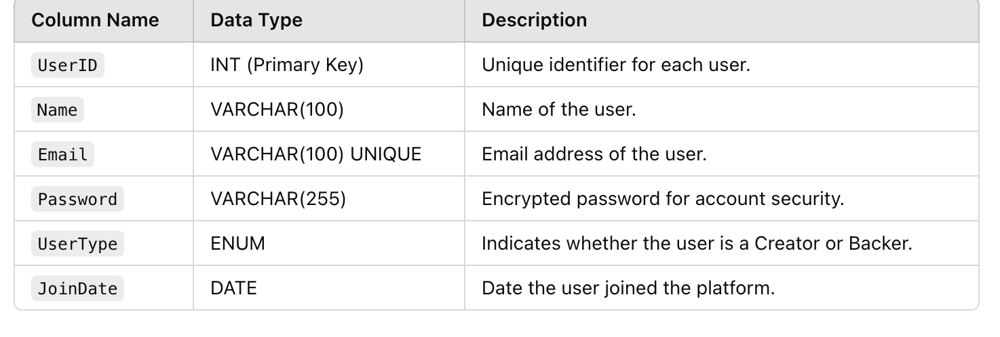 Column Name Data Type Description
UserID INT (Primary Key) Unique identifier for each user.
Name VARCHAR(100) Name of the user.
Email VARCHAR(100) UNIQUE Email address of the user.
Password VARCHAR(255) Encrypted password for account security.
UserType ENUM Indicates whether the user is a Creator or Backer.
JoinDate DATE Date the user joined the platform.